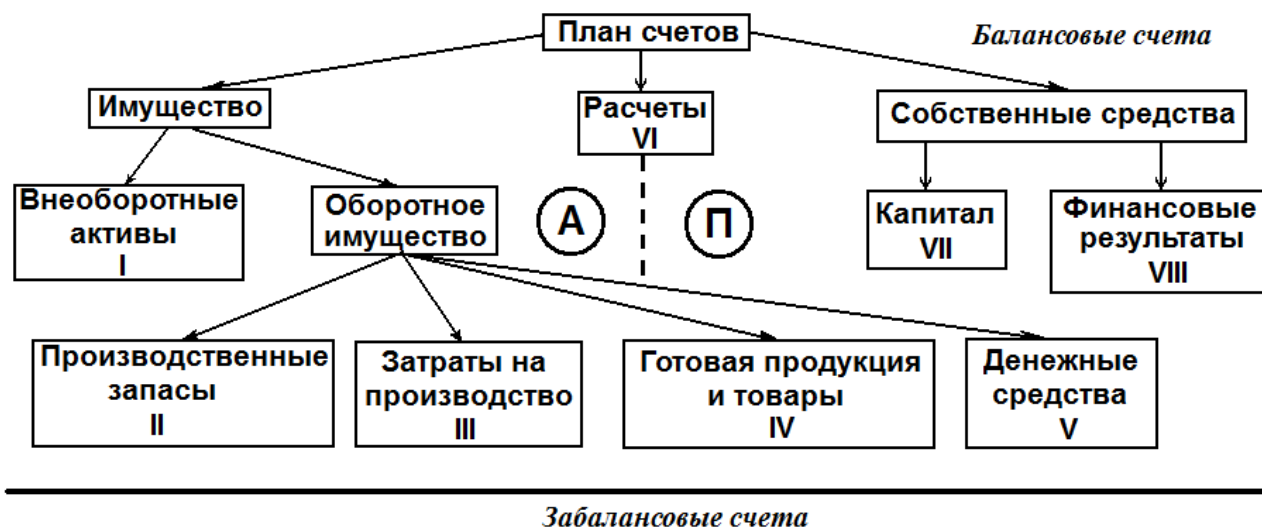 План счетов
Балансовые счета
Имущество
Расчеты
VI
Собственные средства
Внеоборотные
активы
I
Оборотное
имущество
А
П
Капитал
VII
Финансовые
результаты
VIII
Производственные
запасы
II
Затраты на
производство
III
Готовая продукция
и товары
IV
Денежные
средства
V
Забалансовые счета